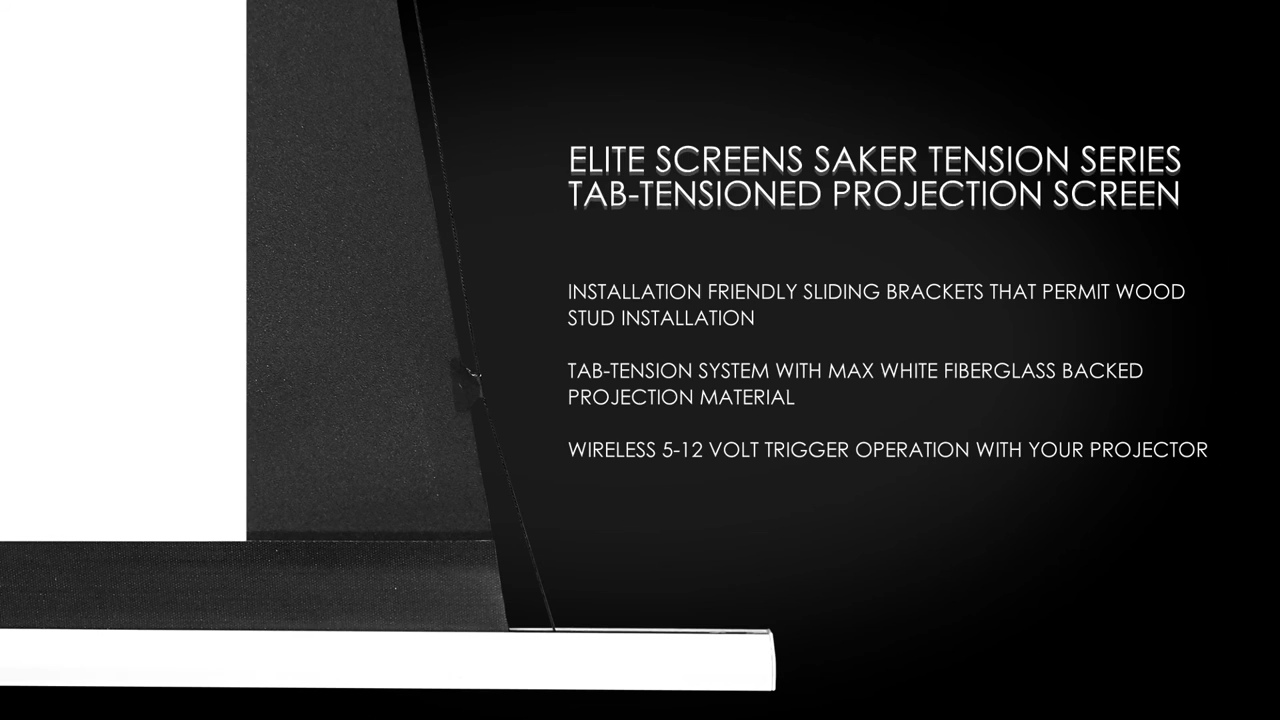 ELITE SCREENS SAKER TENSION SERIES
TAB-TENSIONED PROJECTION SCREEN
INSTALLATION FRIENDLY SLIDING BRACKETS THAT PERMIT WOOD
STUD INSTALLATION
TAB-TENSION SYSTEM WITH MAX WHITE FIBERGLASS BACKED
PROJECTION MATERIAL
WIRELESS 5-12 VOLT TRIGGER OPERATION WITH YOUR PROJECTOR